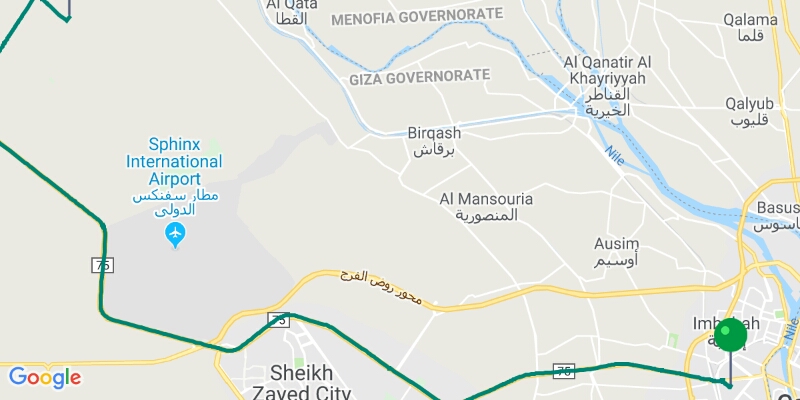 Al Qata
القطا
MENOFIA GOVERNORATE
Qalama
قلما
Al Qanatir Al
Khayriyyah
القناطر
الخيرية
GIZA GOVERNORATE
Qalyub
قليوب
Birqash
برقاش
Sphinx
International
Airport
مطار سفنكس
الدولى
Nile
Al Mansouria
المنصورية
Basus
باسوس
Ausim
أوسيم
75
محور روض الفرج
75
Nile
Sheikh
Zayed City
75
Google